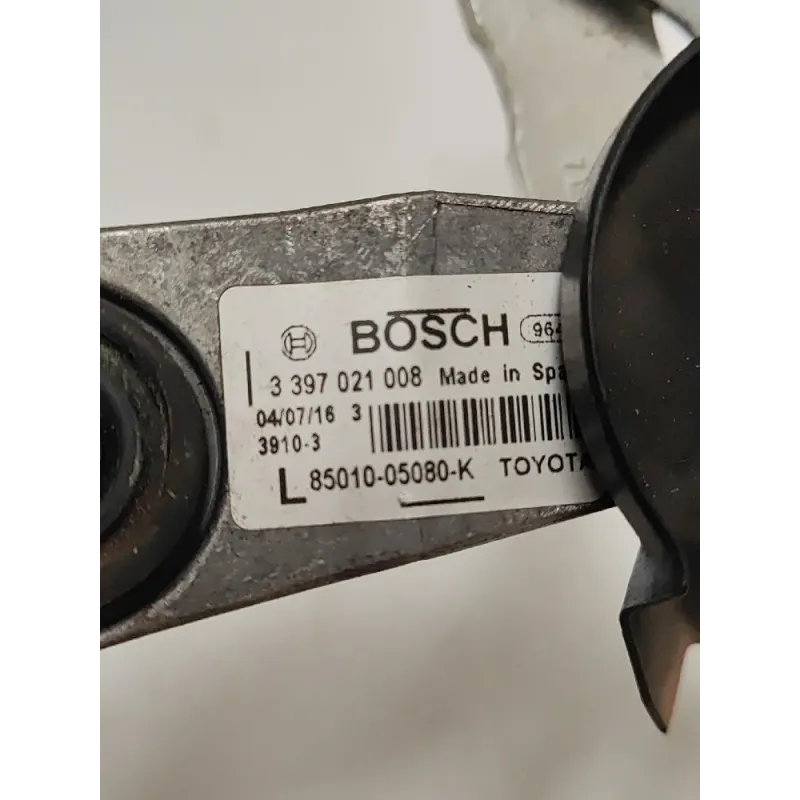 BOSCH 964
3 397 021 008 Made in Spa
04/07/16 3
3910-3
L 85010-05080-K TOYOTA